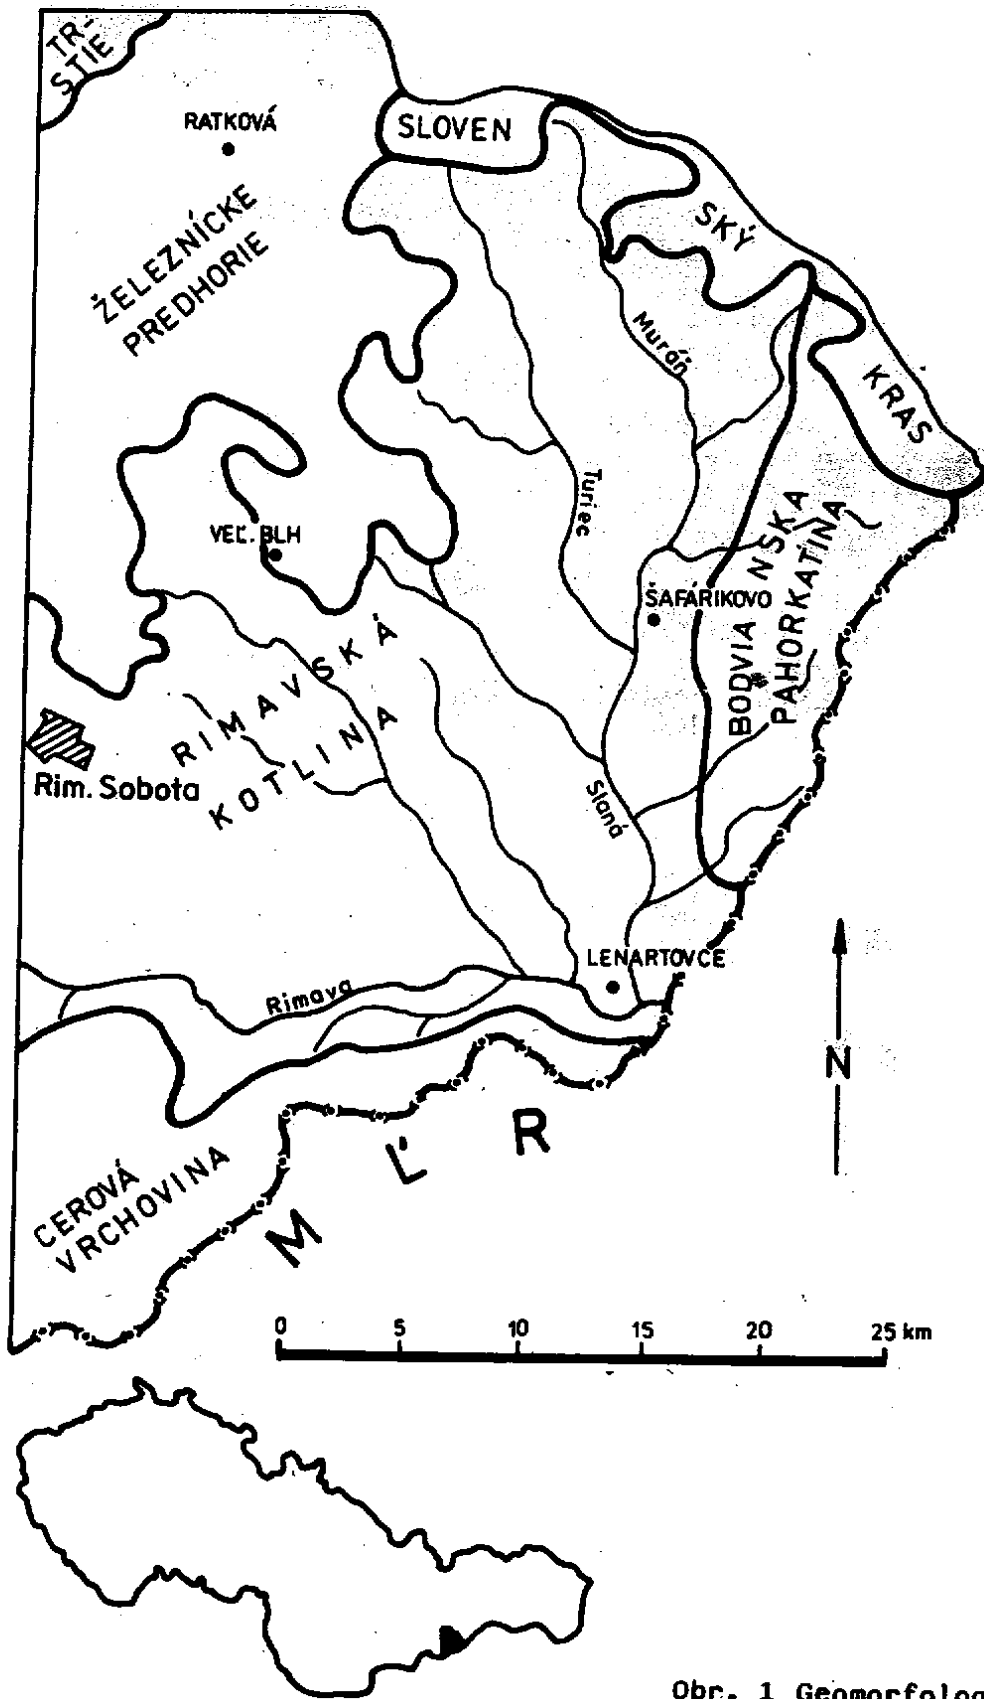 TR-
STIE
RATKOVÁ
SLOVEN
SKÝ
KRAS
ŽELEZNÍCKE
PREDHORIE
Muráň
Turiec
VEĽ. BLH
ŠAFÁRIKOVO
BODVIANSKA
PAHORKATINA
RIMAVSKÁ
KOTLINA
Rim. Sobota
Slaná
LENARTOVCE
Rimava
N
CEROVÁ
VRCHOVINA
M Ľ R
0 5 10 15 20 25 km
Obr. 1